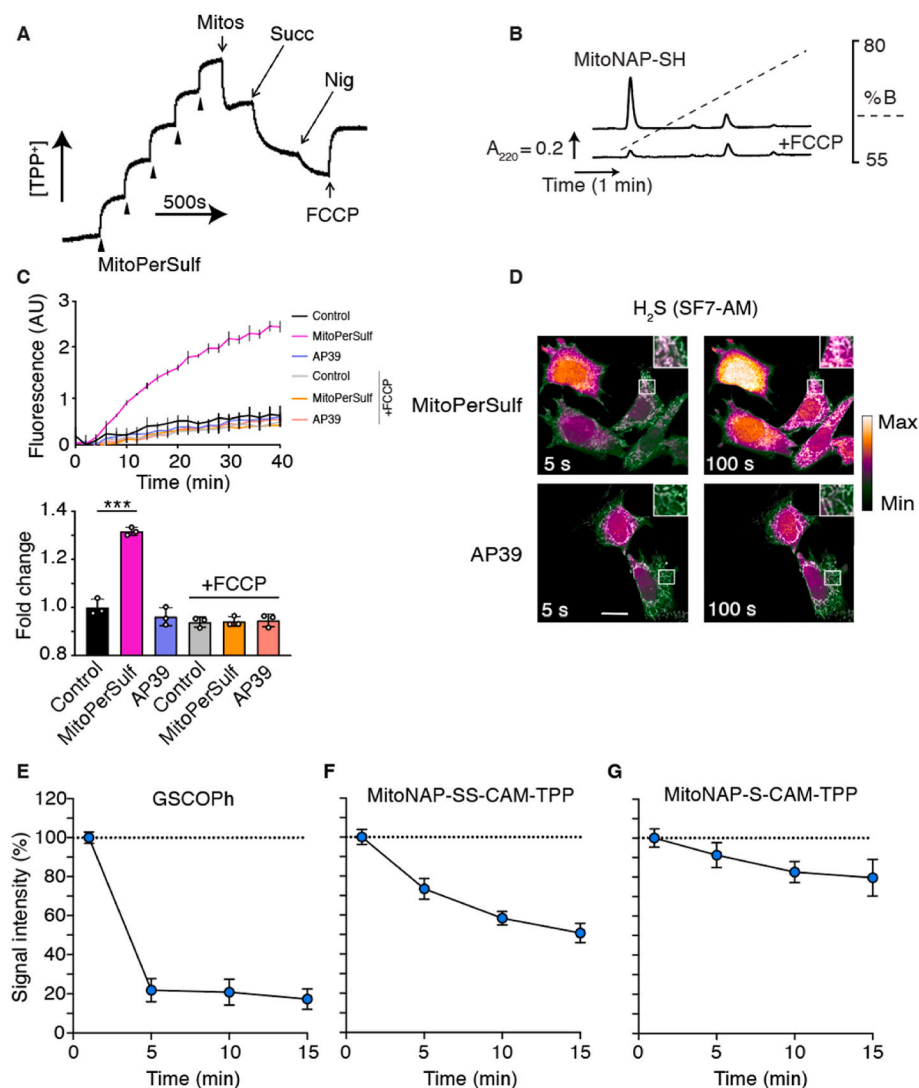 A
Mitos
Succ
Nig
[TPP⁺]
500s
FCCP
MitoPerSulf
B
MitoNAP-SH
80
%B
+FCCP
A₂₂₀ = 0.2
55
Time (1 min)
C
3
2
1
0
Fluorescence (AU)
0 10 20 30 40
Time (min)
Control
MitoPerSulf
AP39
Control
MitoPerSulf
AP39
+FCCP
1.4
1.2
1.0
0.8
Fold change
***
+FCCP
Control
MitoPerSulf
AP39
Control
MitoPerSulf
AP39
D
H₂S (SF7-AM)
MitoPerSulf
5 s
100 s
Max
Min
AP39
5 s
100 s
E
GSCOPh
120
100
80
60
40
20
0
Signal intensity (%)
0 5 10 15
Time (min)
F
MitoNAP-SS-CAM-TPP
0 5 10 15
Time (min)
G
MitoNAP-S-CAM-TPP
0 5 10 15
Time (min)